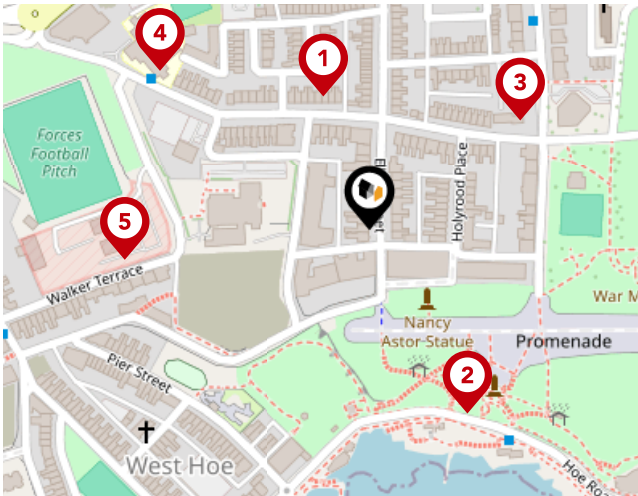 4
1
3
Forces
Football
Pitch
Holyrood Place
5
Walker Terrace
War M
Nancy
Astor Statue
Promenade
Pier Street
2
West Hoe
Hoe Roa